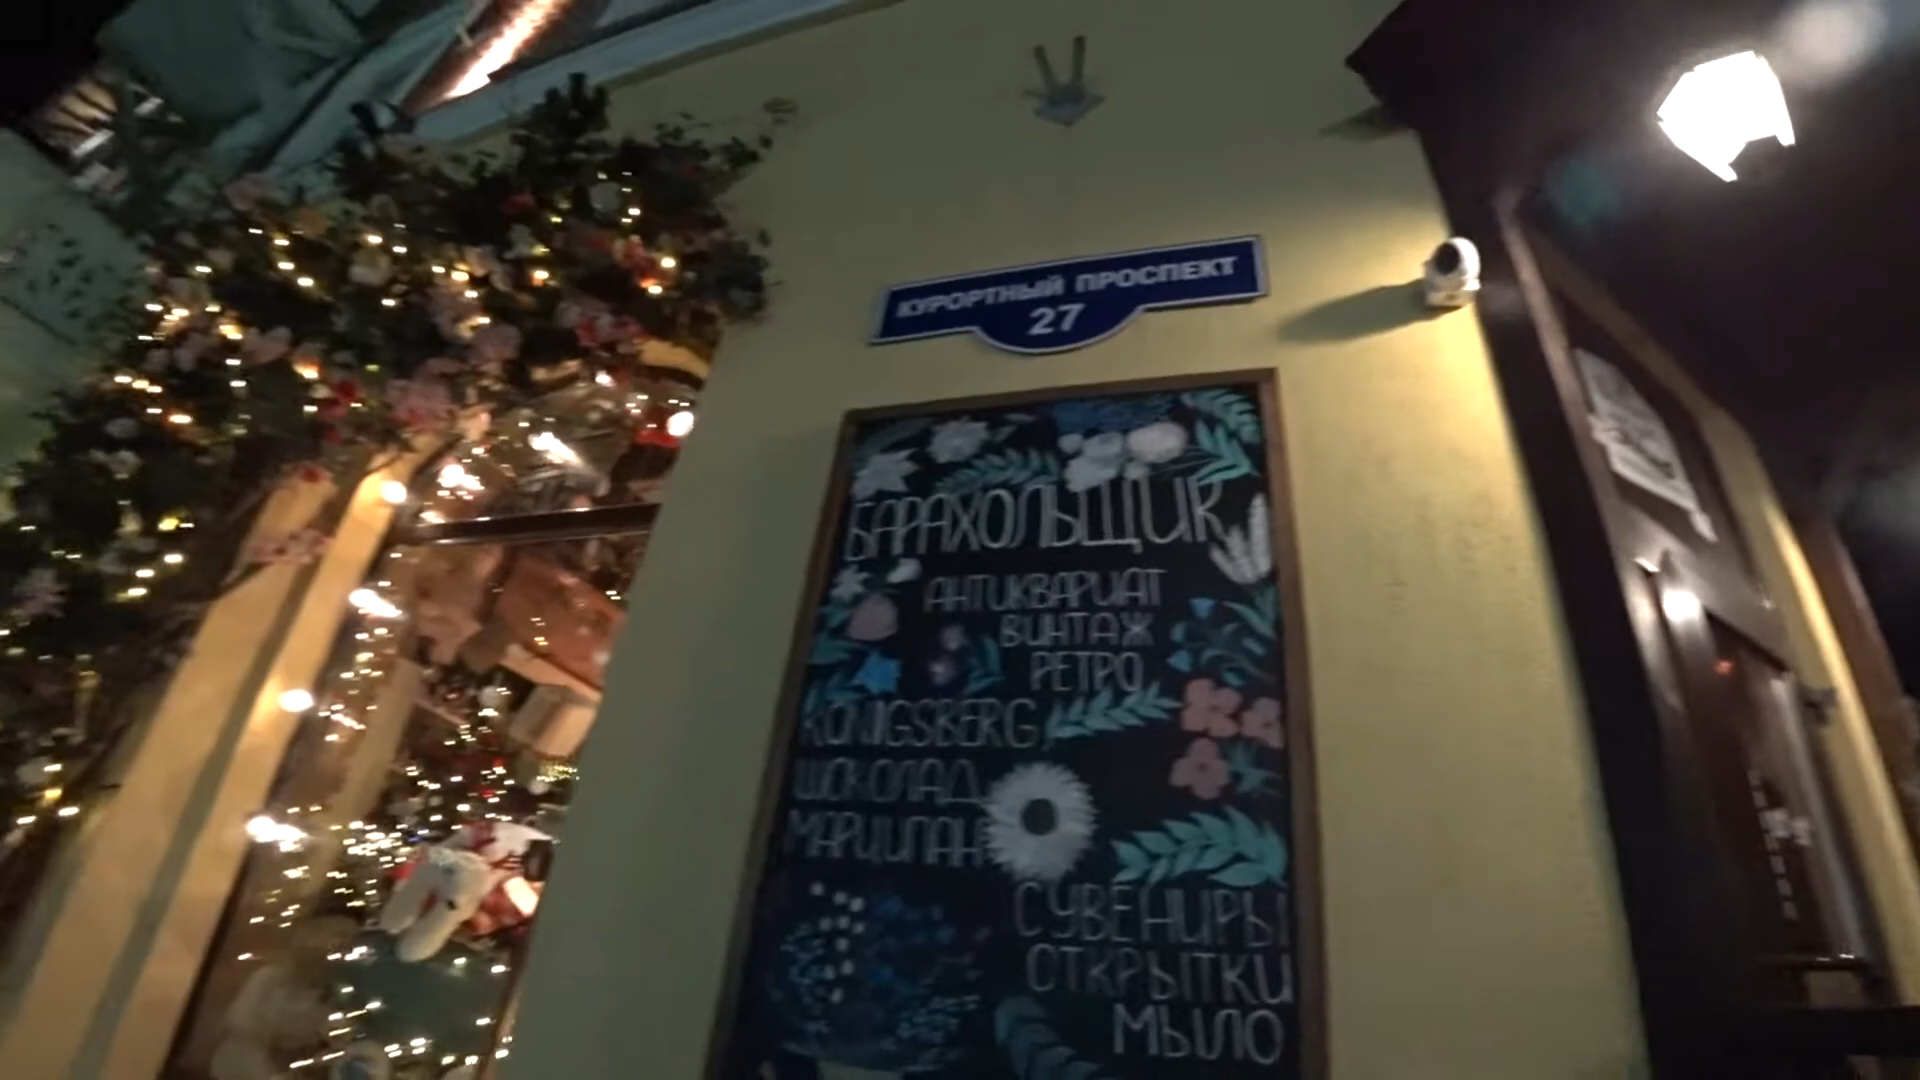 КУРОРТНЫЙ ПРОСПЕКТ
27
БАРАХОЛЬЩИК
АНТИКВАРИАТ
ВИНТАЖ
РЕТРО
KONIGSBERG
ШОКОЛАД
МАРЦИПАН
СУВЕНИРЫ
ОТКРЫТКИ
МЫЛО